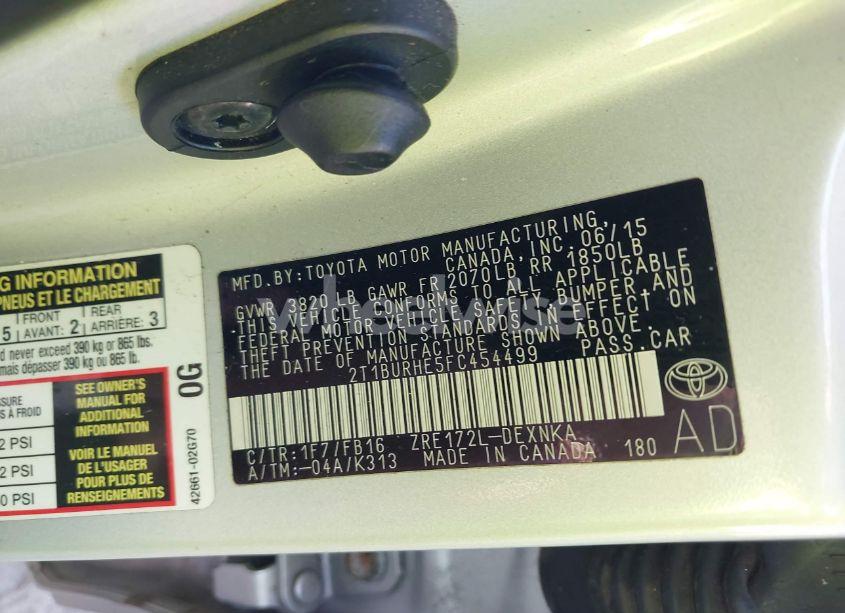 MFD.BY:TOYOTA MOTOR MANUFACTURING,
CANADA, INC. 06/15
GVWR 3820LB GAWR FR 2070LB RR 1850LB
THIS VEHICLE CONFORMS TO ALL APPLICABLE
FEDERAL MOTOR VEHICLE SAFETY, BUMPER, AND
THEFT PREVENTION STANDARDS IN EFFECT ON
THE DATE OF MANUFACTURE SHOWN ABOVE.
2T1BURHE5FC454499 PASS.CAR
C/TR:1F7/FB16 ZRE172L-DEXNKA
A/TM:-04A/K313 MADE IN CANADA 180
AD
wheelwise
G INFORMATION
PNEUS ET LE CHARGEMENT
5 FRONT AVANT: 2 REAR ARRIÈRE: 3
d never exceed 390 kg or 865 lbs.
mais dépasser 390 kg ou 865 lb.
SSURE
S À FROID
2 PSI
2 PSI
0 PSI
SEE OWNER'S
MANUAL FOR
ADDITIONAL
INFORMATION
VOIR LE MANUEL
DE L'USAGER
POUR PLUS DE
RENSEIGNEMENTS
0G
42661-02G70